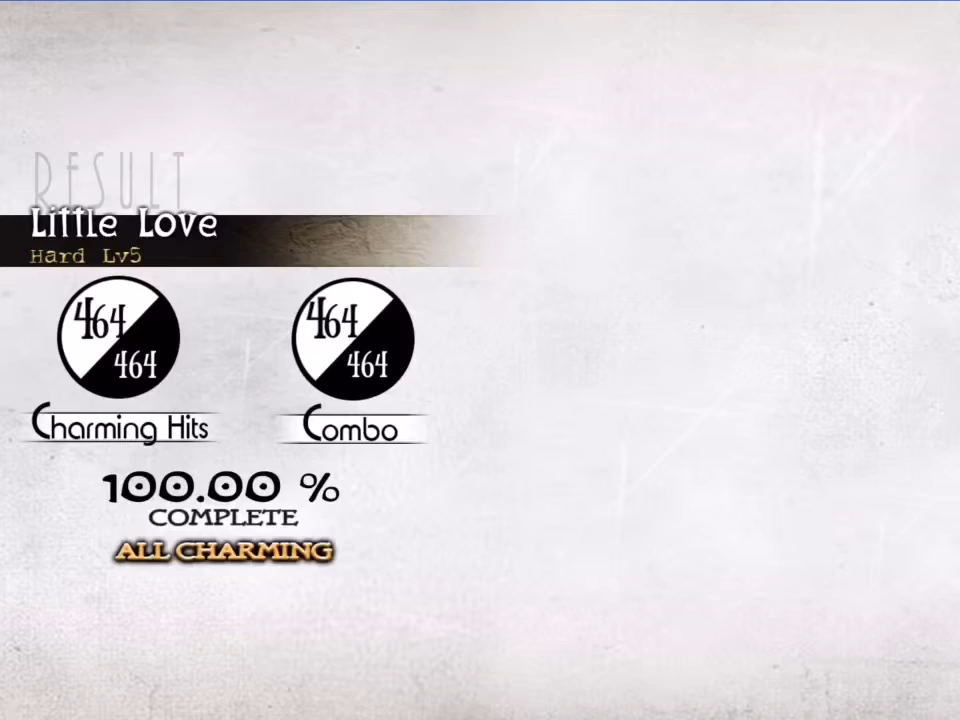 RESULT
Little Love
Hard Lv5
464
464
464
464
Charming Hits
Combo
100.00 %
COMPLETE
ALL CHARMING